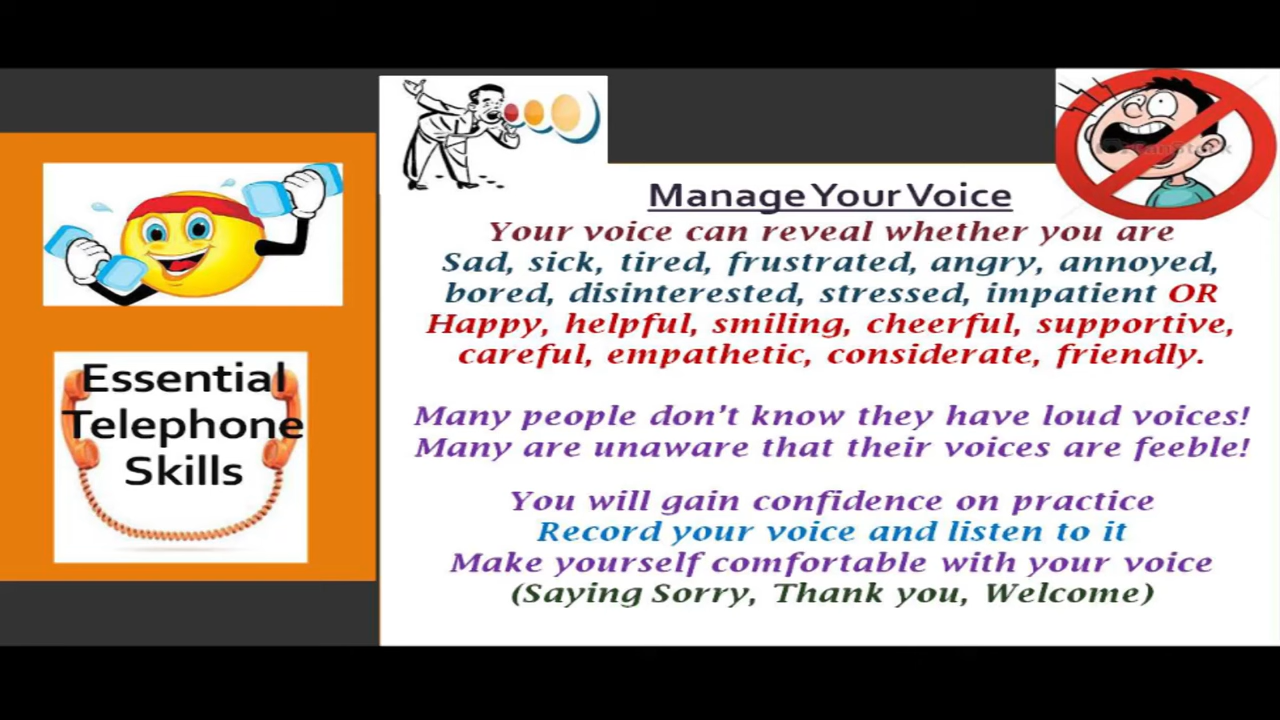 Manage Your Voice
Your voice can reveal whether you are
Sad, sick, tired, frustrated, angry, annoyed,
bored, disinterested, stressed, impatient OR
Happy, helpful, smiling, cheerful, supportive,
careful, empathetic, considerate, friendly.
Many people don't know they have loud voices!
Many are unaware that their voices are feeble!
You will gain confidence on practice
Record your voice and listen to it
Make yourself comfortable with your voice
(Saying Sorry, Thank you, Welcome)
Essential
Telephone
Skills